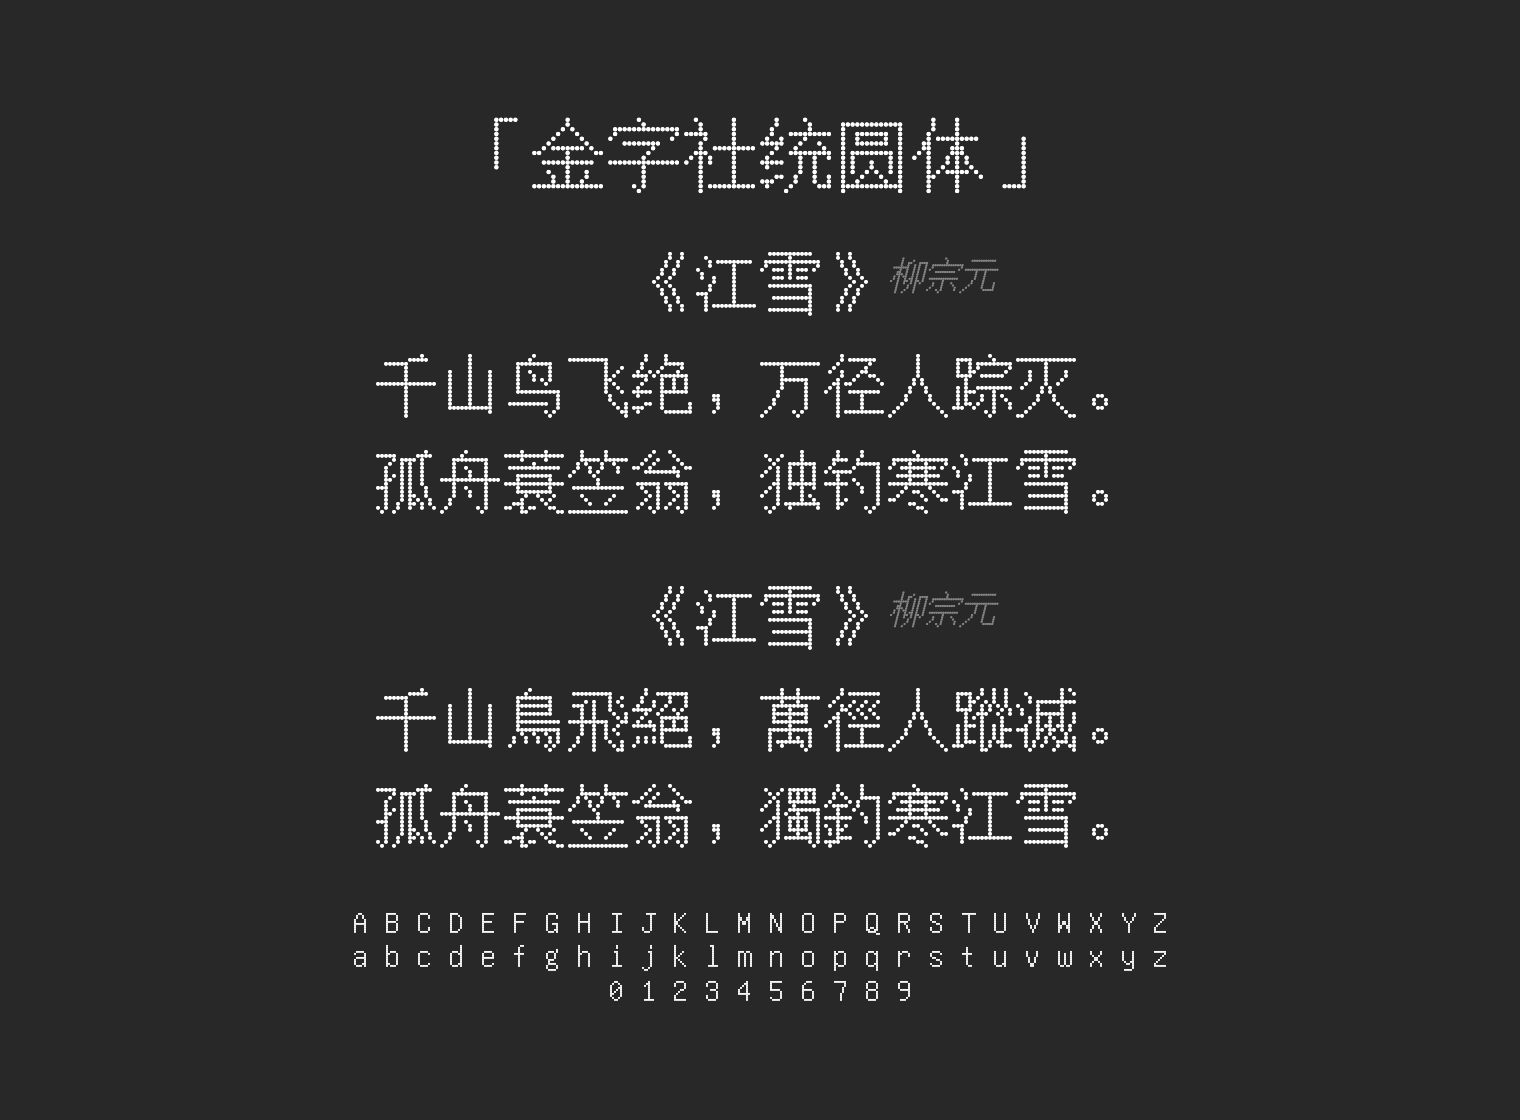 「金字社统圆体」
《江雪》柳宗元
千山鸟飞绝，万径人踪灭。
孤舟蓑笠翁，独钓寒江雪。
《江雪》柳宗元
千山鳥飛絕，萬徑人蹤滅。
孤舟蓑笠翁，獨釣寒江雪。
A B C D E F G H I J K L M N O P Q R S T U V W X Y Z
a b c d e f g h i j k l m n o p q r s t u v w x y z
0 1 2 3 4 5 6 7 8 9